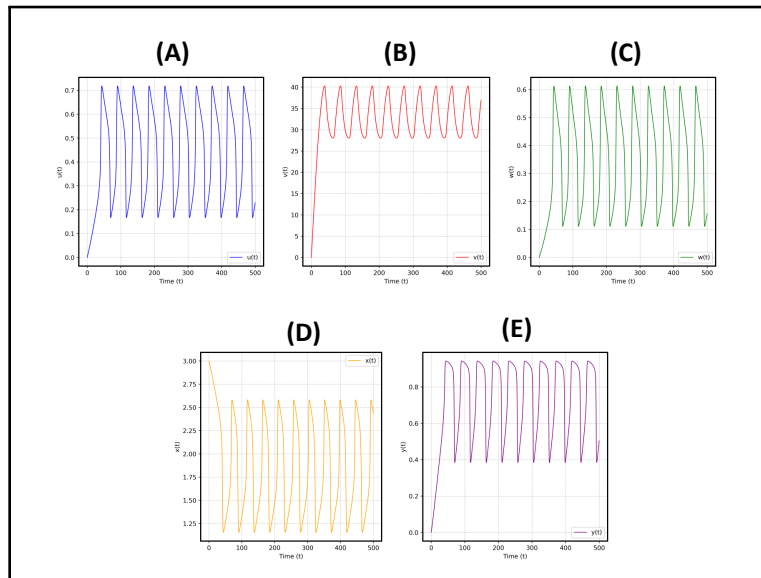 (A)
(B)
(C)
0.7
0.6
0.5
0.4
0.3
0.2
0.1
0.0
u(t)
u(t)
0 100 200 300 400 500
Time (t)
40
35
30
25
20
15
10
5
0
v(t)
v(t)
0 100 200 300 400 500
Time (t)
0.6
0.5
0.4
0.3
0.2
0.1
0.0
w(t)
w(t)
0 100 200 300 400 500
Time (t)
(D)
(E)
3.00
2.75
2.50
2.25
2.00
1.75
1.50
1.25
x(t)
x(t)
0 100 200 300 400 500
Time (t)
0.8
0.6
0.4
0.2
0.0
y(t)
y(t)
0 100 200 300 400 500
Time (t)